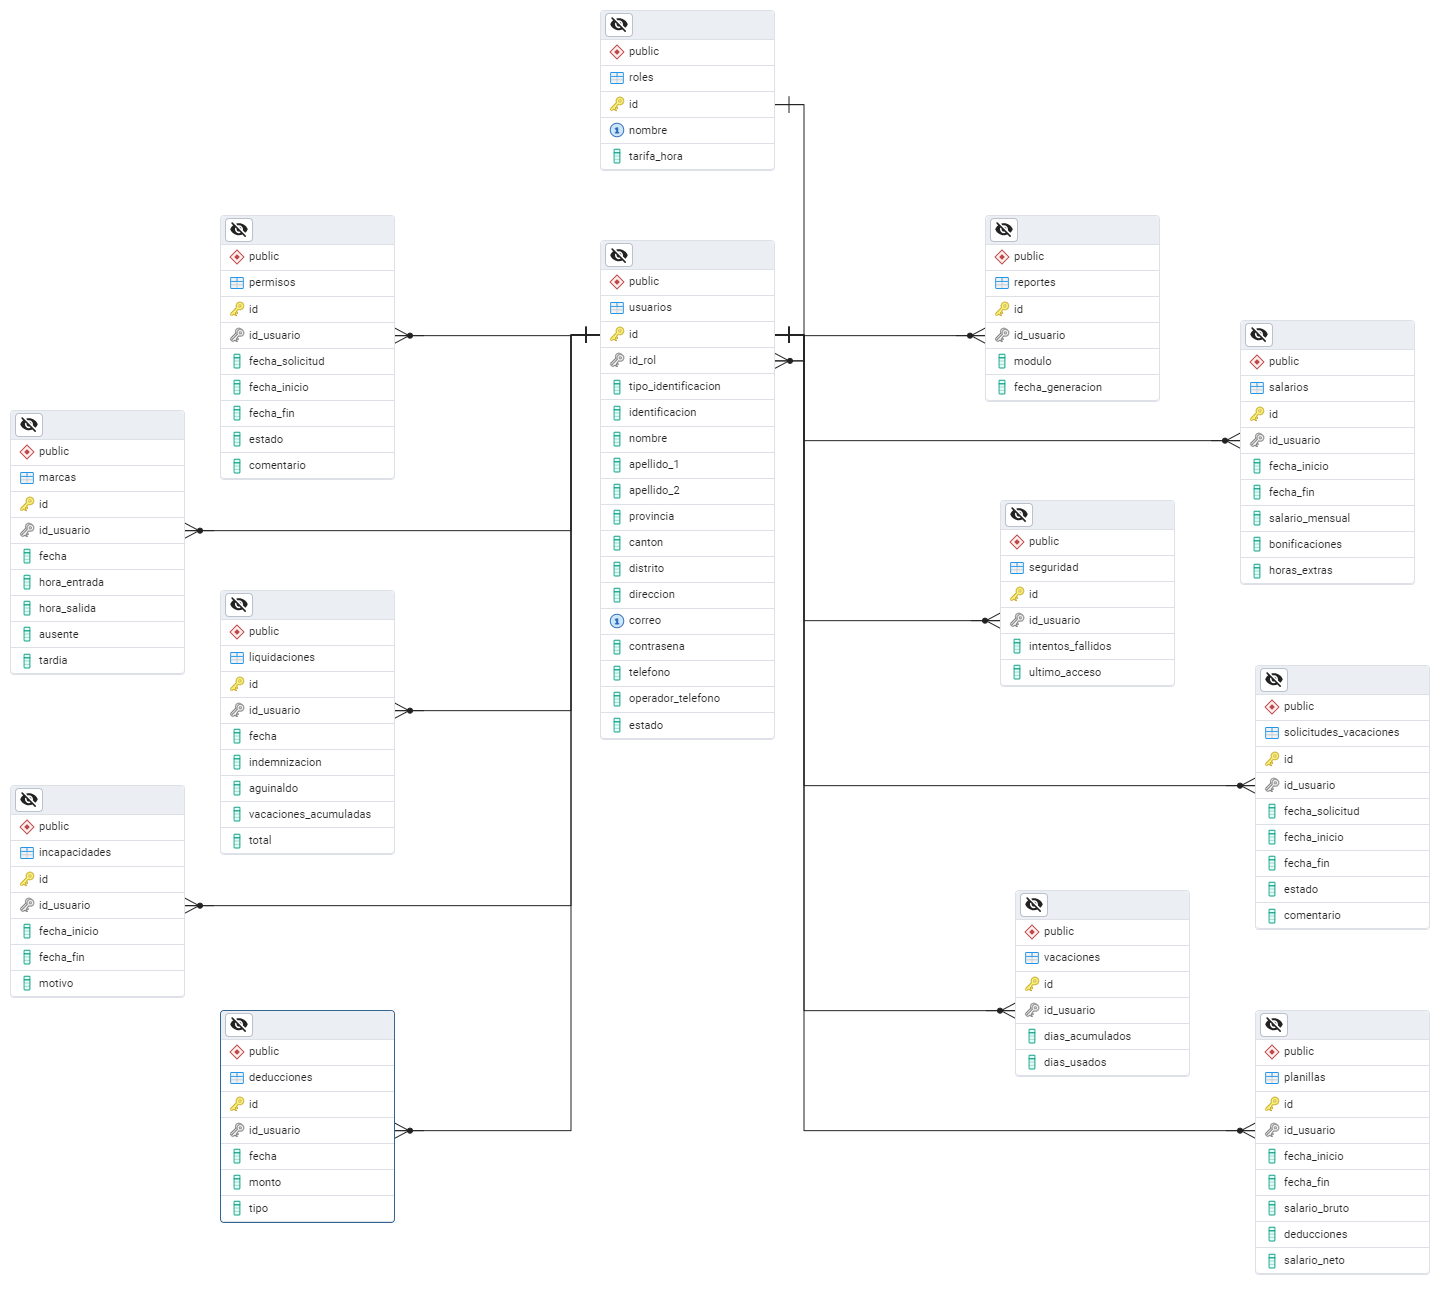 public
roles
id
nombre
tarifa_hora
public
permisos
id
id_usuario
fecha_solicitud
fecha_inicio
fecha_fin
estado
comentario
public
usuarios
id
id_rol
tipo_identificacion
identificacion
nombre
apellido_1
apellido_2
provincia
canton
distrito
direccion
correo
contrasena
telefono
operador_telefono
estado
public
reportes
id
id_usuario
modulo
fecha_generacion
public
salarios
id
id_usuario
fecha_inicio
fecha_fin
salario_mensual
bonificaciones
horas_extras
public
marcas
id
id_usuario
fecha
hora_entrada
hora_salida
ausente
tardia
public
seguridad
id
id_usuario
intentos_fallidos
ultimo_acceso
public
liquidaciones
id
id_usuario
fecha
indemnizacion
aguinaldo
vacaciones_acumuladas
total
public
solicitudes_vacaciones
id
id_usuario
fecha_solicitud
fecha_inicio
fecha_fin
estado
comentario
public
incapacidades
id
id_usuario
fecha_inicio
fecha_fin
motivo
public
vacaciones
id
id_usuario
dias_acumulados
dias_usados
public
deducciones
id
id_usuario
fecha
monto
tipo
public
planillas
id
id_usuario
fecha_inicio
fecha_fin
salario_bruto
deducciones
salario_neto